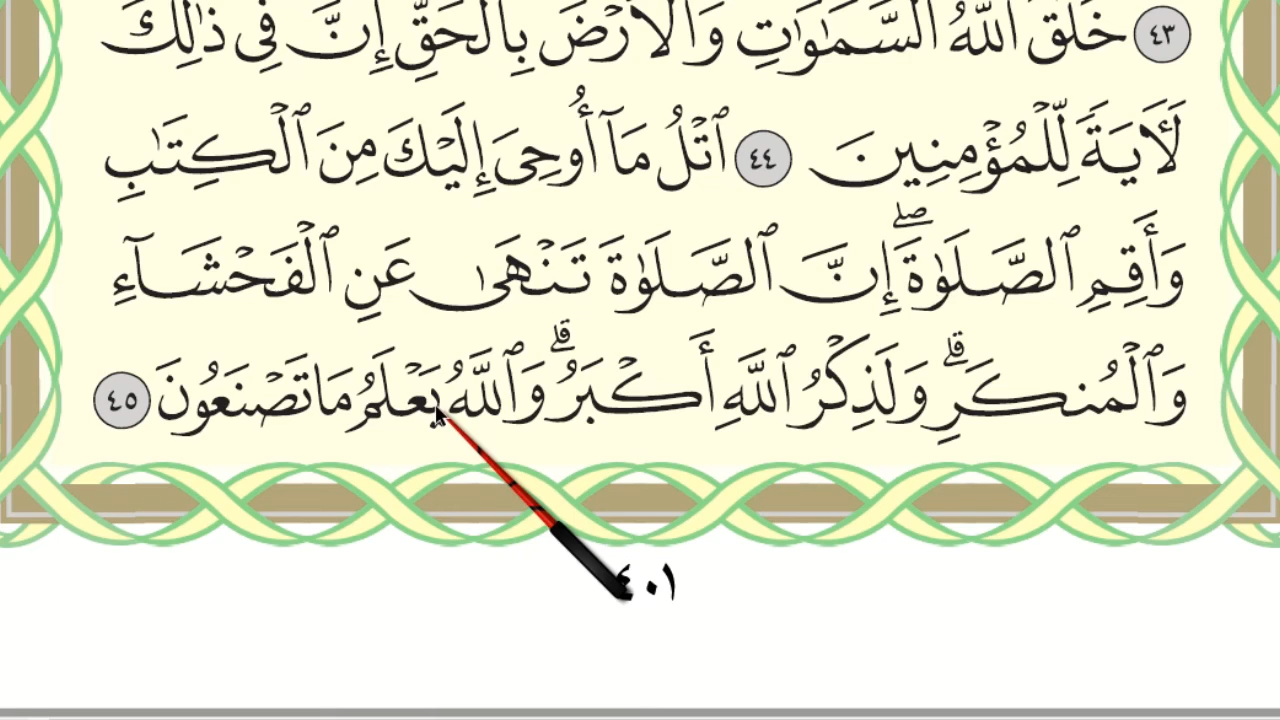 ٤٣ خَلَقَ ٱللَّهُ ٱلسَّمَـٰوَٰتِ وَٱلْأَرْضَ بِٱلْحَقِّ إِنَّ فِى ذَٰلِكَ
لَـَٔايَةً لِّلْمُؤْمِنِينَ ٤٤ ٱتْلُ مَآ أُوحِىَ إِلَيْكَ مِنَ ٱلْكِتَـٰبِ
وَأَقِمِ ٱلصَّلَوٰةَ ۖ إِنَّ ٱلصَّلَوٰةَ تَنْهَىٰ عَنِ ٱلْفَحْشَآءِ
وَٱلْمُنكَرِ ۗ وَلَذِكْرُ ٱللَّهِ أَكْبَرُ ۗ وَٱللَّهُ يَعْلَمُ مَا تَصْنَعُونَ ٤٥
٤٠١